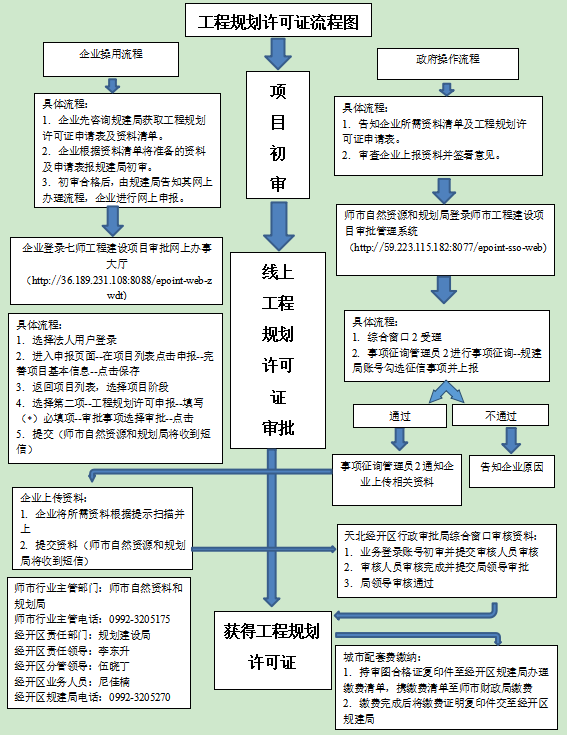 工程规划许可证流程图
企业操用流程
政府操作流程
项
目
初
审
具体流程：
1. 企业先咨询规建局获取工程规划
许可证申请表及资料清单。
2. 企业根据资料清单将准备的资料
及申请表报规建局初审。
3. 初审合格后，由规建局告知其网上
办理流程，企业进行网上申报。
具体流程：
1. 告知企业所需资料清单及工程规划许
可证申请表。
2. 审查企业上报资料并签署意见。
企业登录七师工程建设项目审批网上办事
大厅
（http://36.189.231.108:8088/epoint-web-z
wdt)
师市自然资源和规划局登录师市工程建设项
目审批管理系统
（http://59.223.115.182:8077/epoint-sso-web)
线上
工程
规划
许可
证
审批
具体流程：
1. 选择法人用户登录
2. 进入申报页面--在项目列表点击申报--完
善项目基本信息--点击保存
3. 返回项目列表，选择项目阶段
4. 选择第二项--工程规划许可申报--填写
（*）必填项--审批事项选择审批--点击
5. 提交（师市自然资源和规划局将收到短
信）
具体流程：
1. 综合窗口2受理
2. 事项征询管理员2进行事项征询--规建
局账号勾选征信事项并上报
通过
不通过
事项征询管理员2通知企
业上传相关资料
告知企业原因
企业上传资料：
1. 企业将所需资料根据提示扫描并
上
2. 提交资料（师市自然资源和规划
局将收到短信）
天北经开区行政审批局综合窗口审核资料：
1. 业务登录账号初审并提交审核人员审核
2. 审核人员审核完成并提交局领导审批
3. 局领导审核通过
师市行业主管部门：师市自然资料和
规划局
师市行业主管电话：0992-3205175
经开区责任部门：规划建设局
经开区责任领导：李东升
经开区分管领导：伍晓丁
经开区业务人员：尼佳楠
经开区规建局电话：0992-3205270
获得工程规划
许可证
城市配套费缴纳：
1. 持审图合格证复印件至经开区规建局办理
缴费清单，携缴费清单至师市财政局缴费
2. 缴费完成后将缴费证明复印件交至经开区
规建局